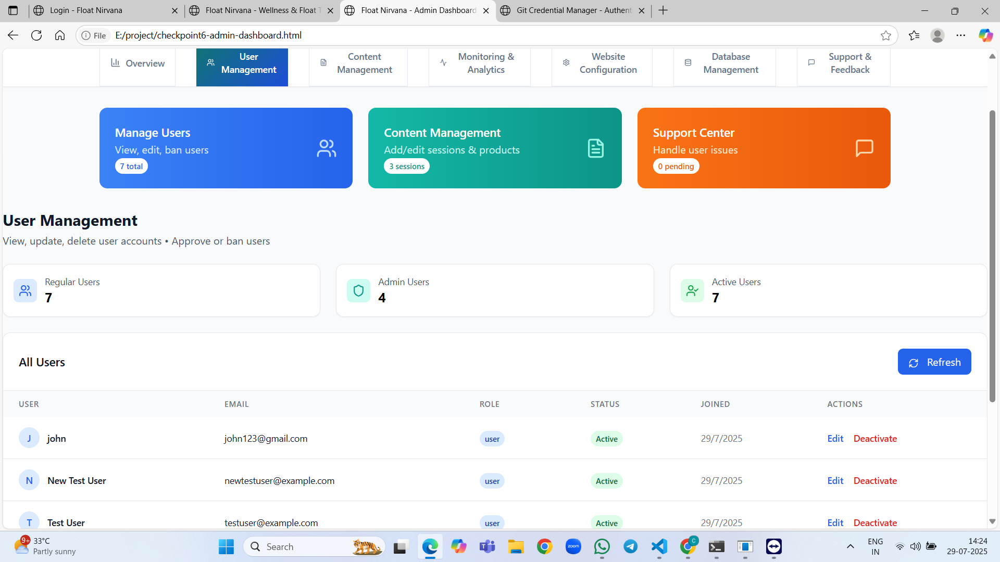 Login - Float Nirvana
Float Nirvana - Wellness & Float T
Float Nirvana - Admin Dashboard
Git Credential Manager - Authent
File
E:/project/checkpoint6-admin-dashboard.html
Overview
User
Management
Content
Management
Monitoring &
Analytics
Website
Configuration
Database
Management
Support &
Feedback
Manage Users
View, edit, ban users
7 total
Content Management
Add/edit sessions & products
3 sessions
Support Center
Handle user issues
0 pending
User Management
View, update, delete user accounts • Approve or ban users
Regular Users
7
Admin Users
4
Active Users
7
All Users
Refresh
USER EMAIL ROLE STATUS JOINED ACTIONS
J john john123@gmail.com user Active 29/7/2025 Edit Deactivate
N New Test User newtestuser@example.com user Active 29/7/2025 Edit Deactivate
T Test User testuser@example.com user Active 29/7/2025 Edit Deactivate
9+
33°C
Partly sunny
Search
zoom
C
ENG
IN
14:24
29-07-2025